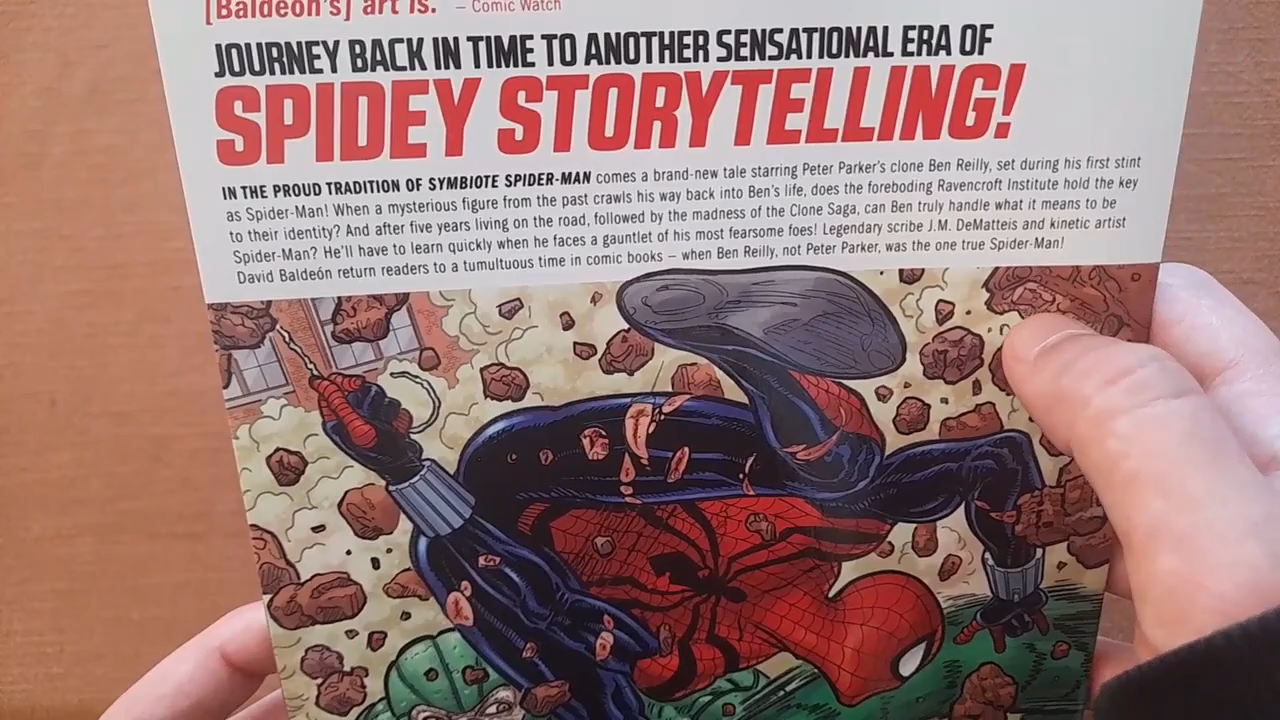 [Baldeón's] art is. – Comic Watch
JOURNEY BACK IN TIME TO ANOTHER SENSATIONAL ERA OF
SPIDEY STORYTELLING!
IN THE PROUD TRADITION OF SYMBIOTE SPIDER-MAN comes a brand-new tale starring Peter Parker's clone Ben Reilly, set during his first stint
as Spider-Man! When a mysterious figure from the past crawls his way back into Ben's life, does the foreboding Ravencroft Institute hold the key
to their identity? And after five years living on the road, followed by the madness of the Clone Saga, can Ben truly handle what it means to be
Spider-Man? He'll have to learn quickly when he faces a gauntlet of his most fearsome foes! Legendary scribe J.M. DeMatteis and kinetic artist
David Baldeón return readers to a tumultuous time in comic books – when Ben Reilly, not Peter Parker, was the one true Spider-Man!